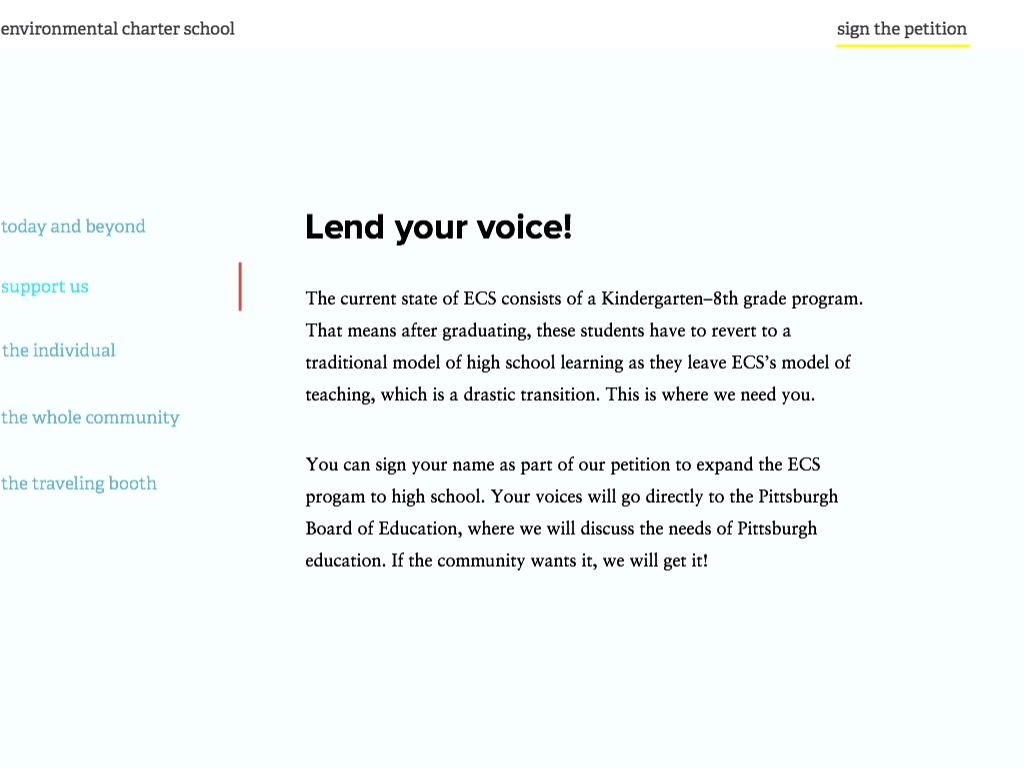 environmental charter school
sign the petition
today and beyond
support us
the individual
the whole community
the traveling booth
Lend your voice!
The current state of ECS consists of a Kindergarten–8th grade program.
That means after graduating, these students have to revert to a
traditional model of high school learning as they leave ECS’s model of
teaching, which is a drastic transition. This is where we need you.
You can sign your name as part of our petition to expand the ECS
progam to high school. Your voices will go directly to the Pittsburgh
Board of Education, where we will discuss the needs of Pittsburgh
education. If the community wants it, we will get it!